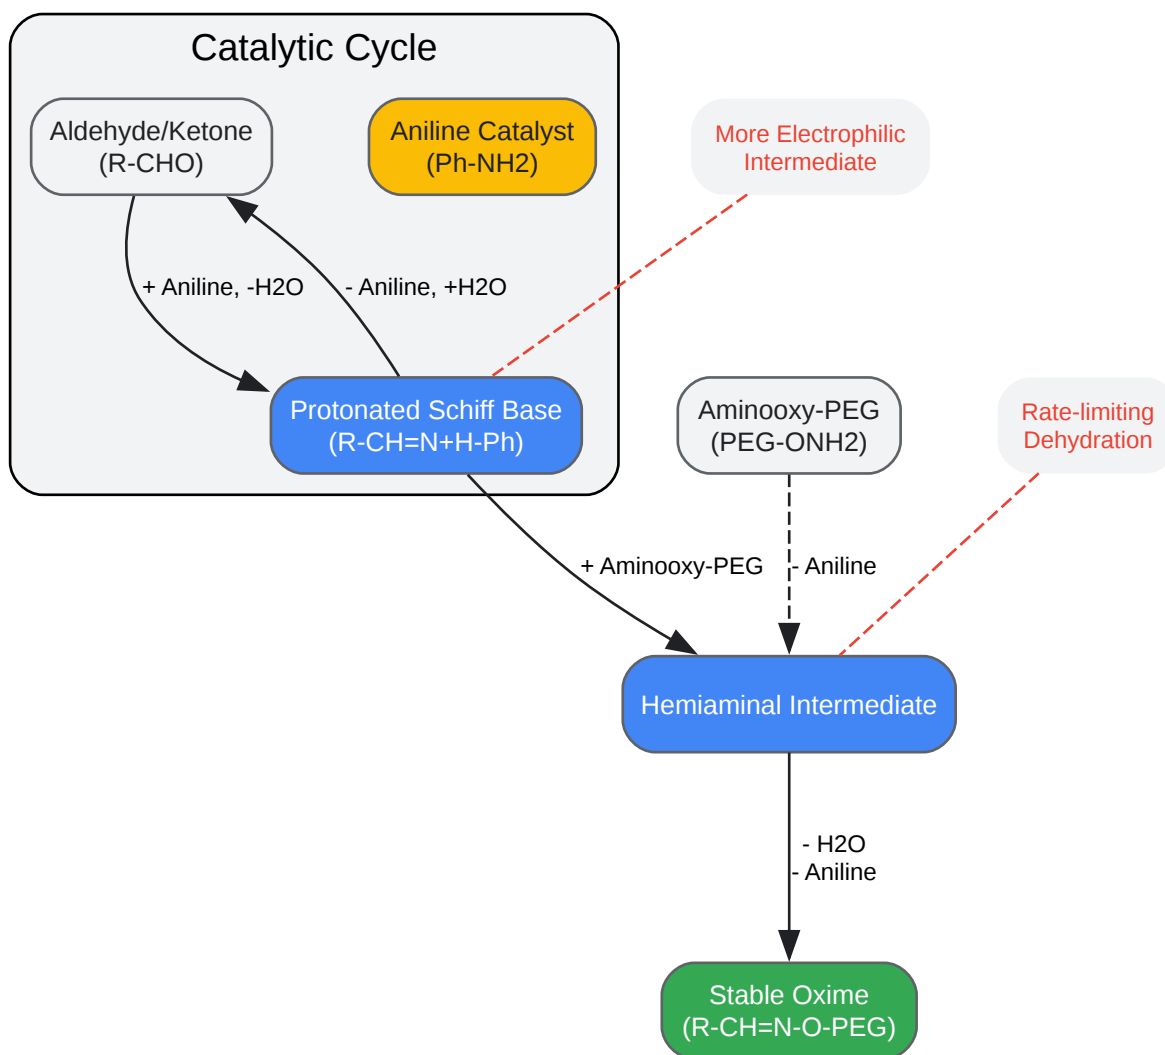 Catalytic Cycle
Aldehyde/Ketone
(R-CHO)
Aniline Catalyst
(Ph-NH2)
More Electrophilic
Intermediate
+ Aniline, -H2O
- Aniline, +H2O
Protonated Schiff Base
(R-CH=N+H-Ph)
Aminooxy-PEG
(PEG-ONH2)
Rate-limiting
Dehydration
+ Aminooxy-PEG
- Aniline
Hemiaminal Intermediate
- H2O
- Aniline
Stable Oxime
(R-CH=N-O-PEG)